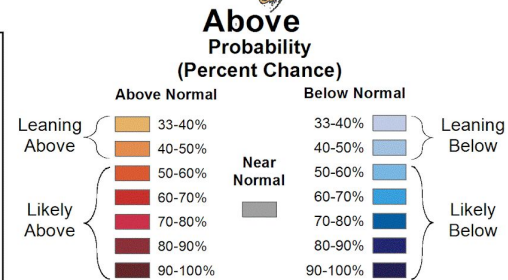 Above
Probability
(Percent Chance)
Above Normal
Below Normal
Leaning
Above
33-40%
40-50%
Likely
Above
50-60%
60-70%
70-80%
80-90%
90-100%
Near
Normal
33-40%
40-50%
Leaning
Below
50-60%
60-70%
70-80%
80-90%
90-100%
Likely
Below